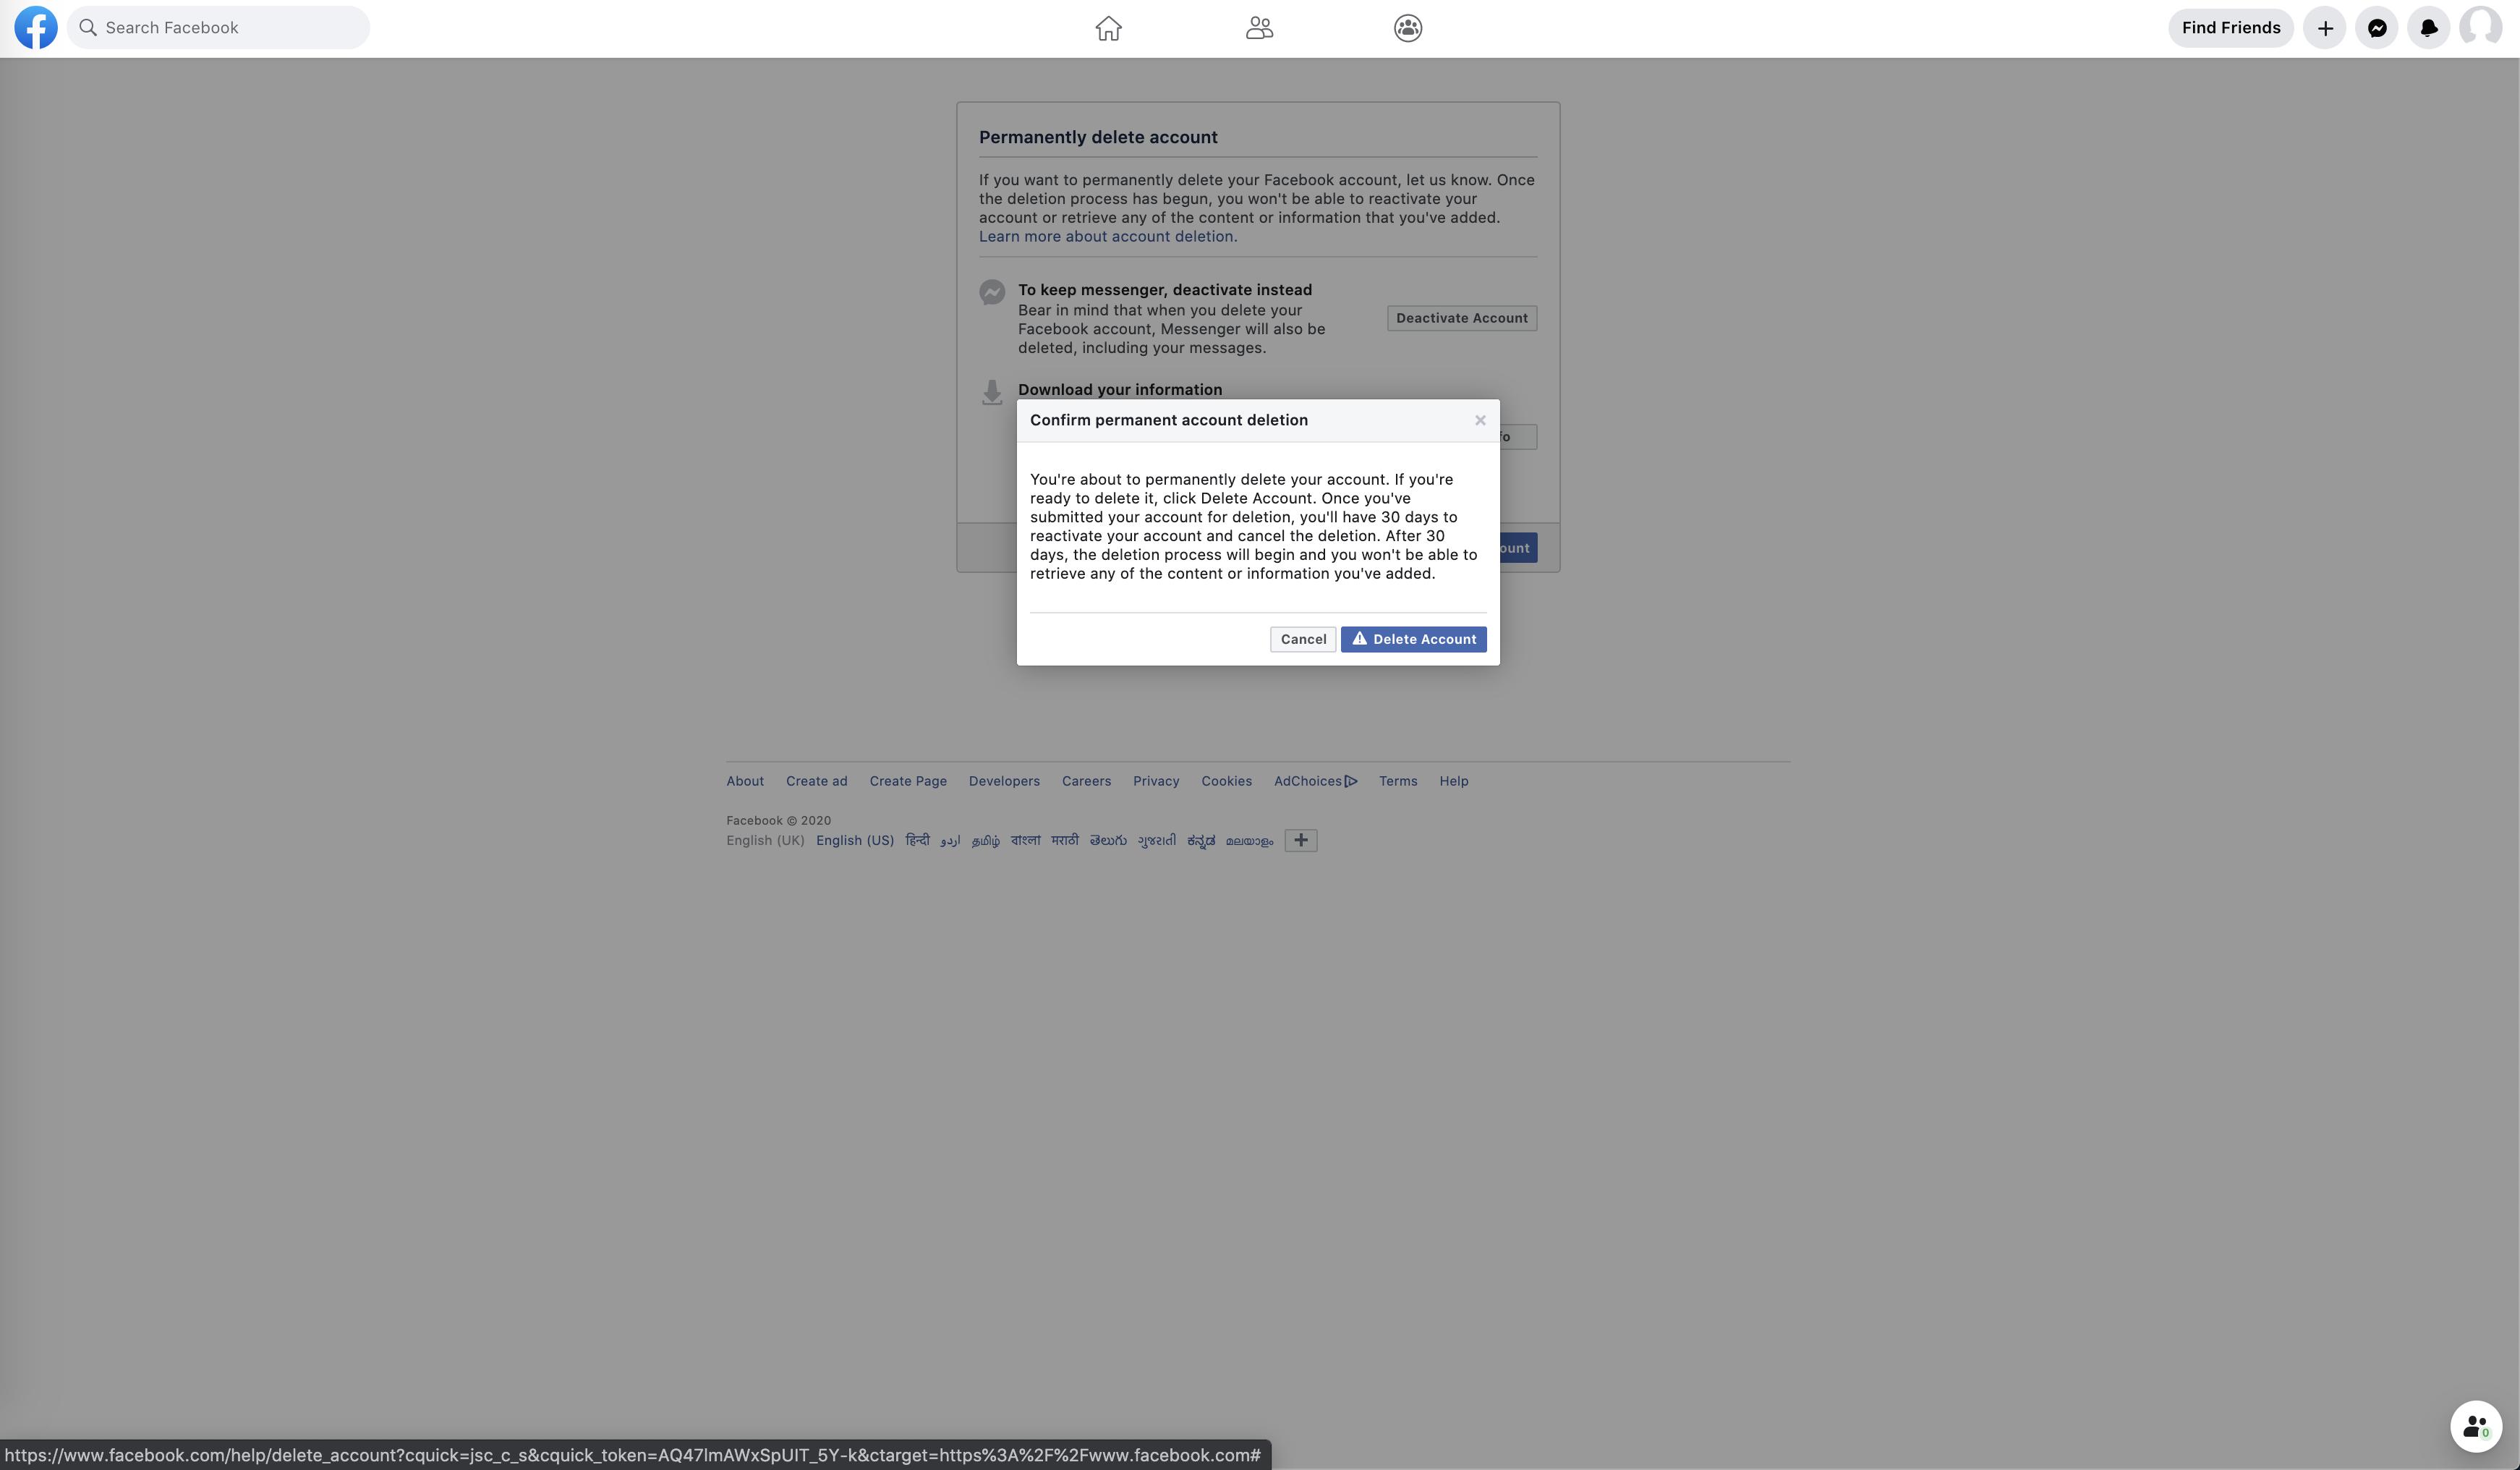 Search Facebook
Find Friends
Permanently delete account
If you want to permanently delete your Facebook account, let us know. Once
the deletion process has begun, you won't be able to reactivate your
account or retrieve any of the content or information that you've added.
Learn more about account deletion.
To keep messenger, deactivate instead
Bear in mind that when you delete your
Facebook account, Messenger will also be
deleted, including your messages.
Deactivate Account
Download your information
fo
Confirm permanent account deletion
You're about to permanently delete your account. If you're
ready to delete it, click Delete Account. Once you've
submitted your account for deletion, you'll have 30 days to
reactivate your account and cancel the deletion. After 30
days, the deletion process will begin and you won't be able to
retrieve any of the content or information you've added.
ount
Cancel Delete Account
About Create ad Create Page Developers Careers Privacy Cookies AdChoices Terms Help
Facebook © 2020
English (UK) English (US) हिन्दी اردو தமிழ் বাংলা मराठी తెలుగు ગુજરાતી ಕನ್ನಡ മലയാളം
0
https://www.facebook.com/help/delete_account?cquick=jsc_c_s&cquick_token=AQ47lmAWxSpUIT_5Y-k&ctarget=https%3A%2F%2Fwww.facebook.com#